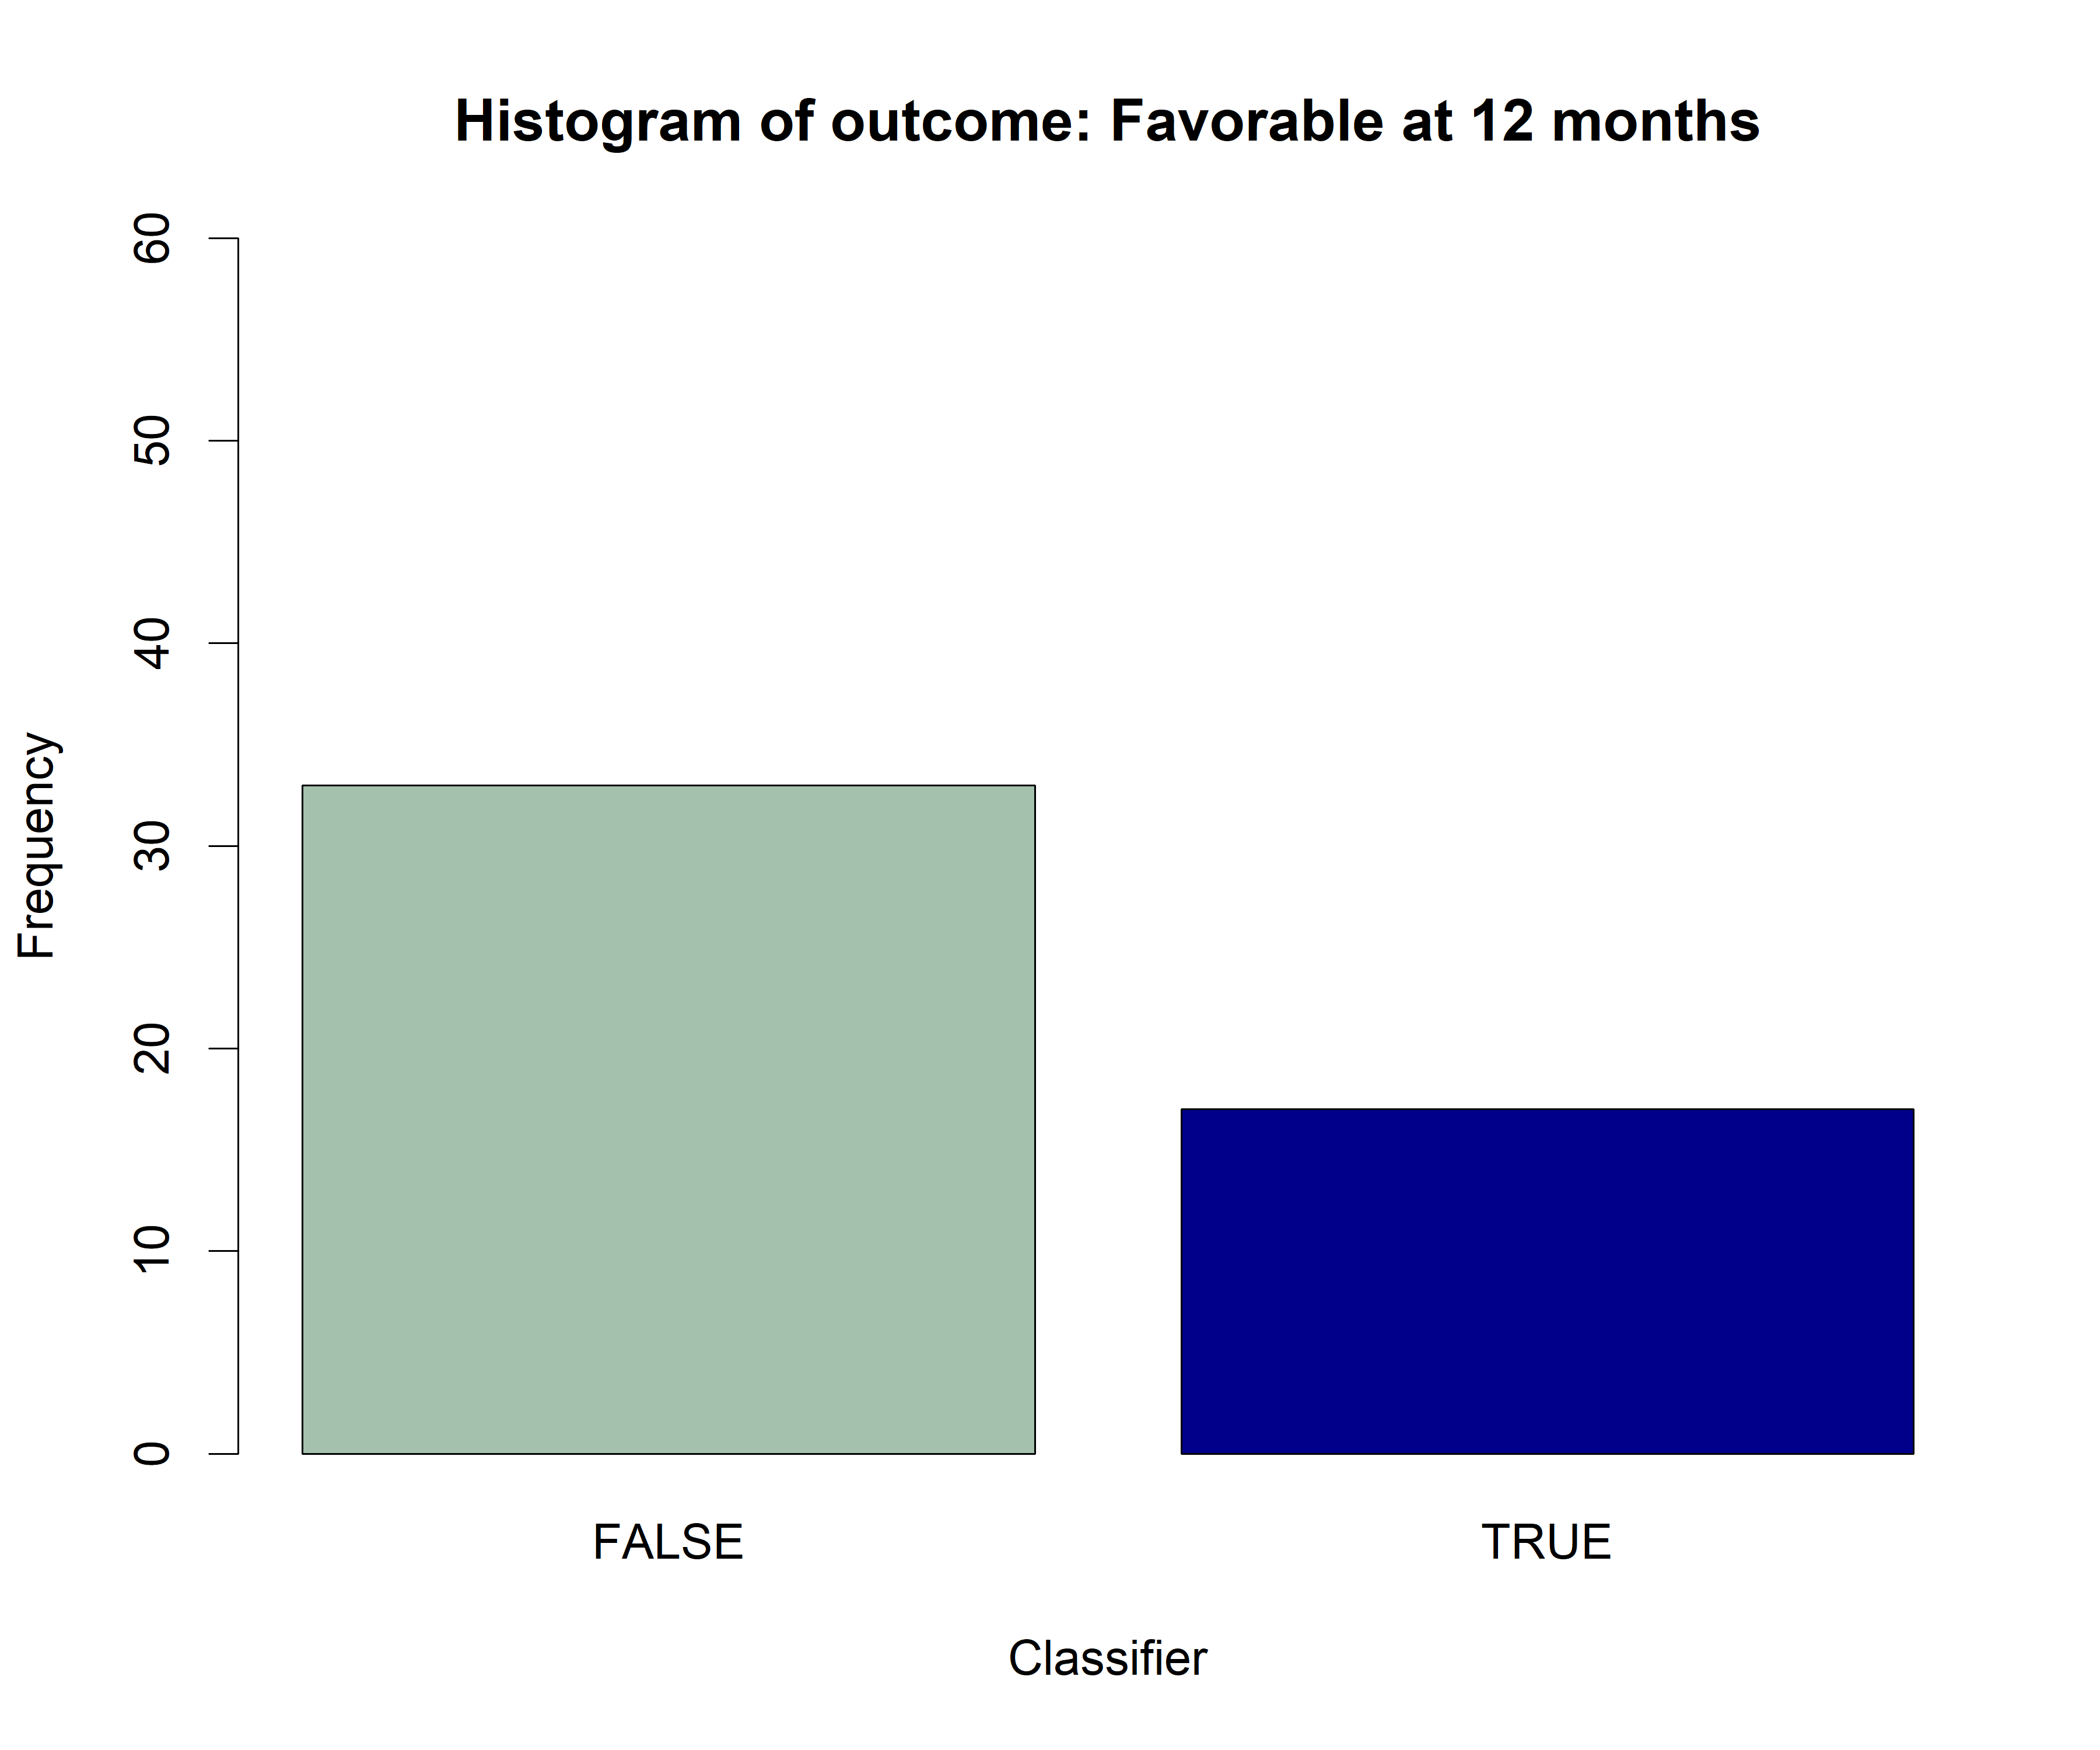 Histogram of outcome: Favorable at 12 months
Frequency
60
50
40
30
20
10
0
FALSE
TRUE
Classifier